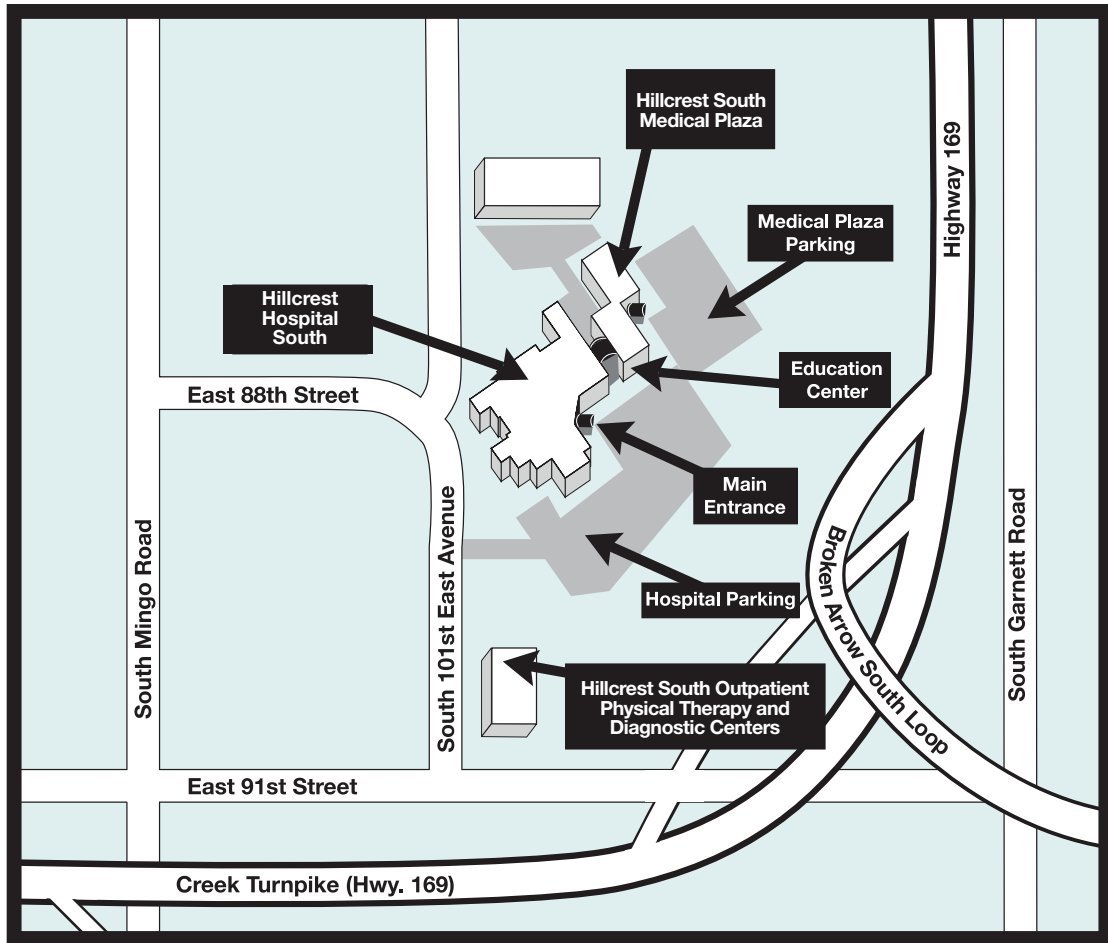 Hillcrest South
Medical Plaza
Medical Plaza
Parking
Highway 169
Hillcrest
Hospital
South
East 88th Street
Education
Center
Main
Entrance
South Mingo Road
South 101st East Avenue
Hospital Parking
Broken Arrow South Loop
South Garnett Road
Hillcrest South Outpatient
Physical Therapy and
Diagnostic Centers
East 91st Street
Creek Turnpike (Hwy. 169)